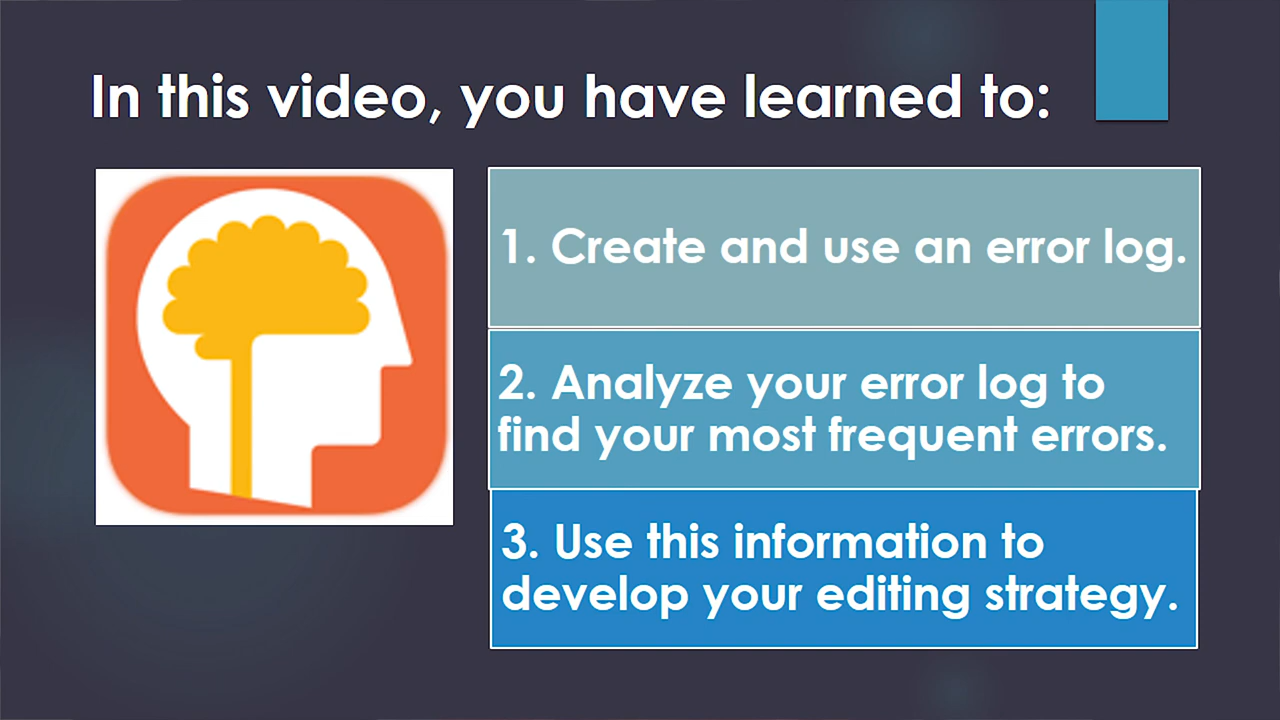 In this video, you have learned to:
1. Create and use an error log.
2. Analyze your error log to
find your most frequent errors.
3. Use this information to
develop your editing strategy.